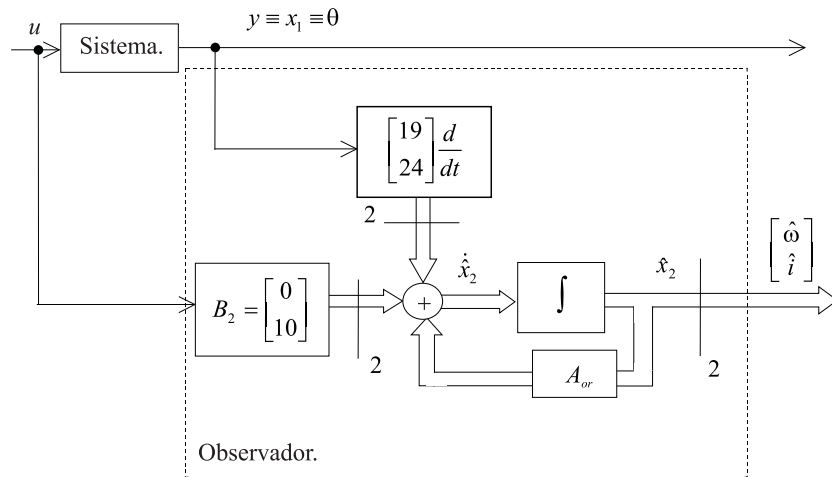 u
Sistema.
y ≡ x₁ ≡ θ
[19
24] d/dt
2
B₂ = [0
10]
2
+
ẋ̂₂
∫
x̂₂
[ω̂
î]
A_or
2
Observador.